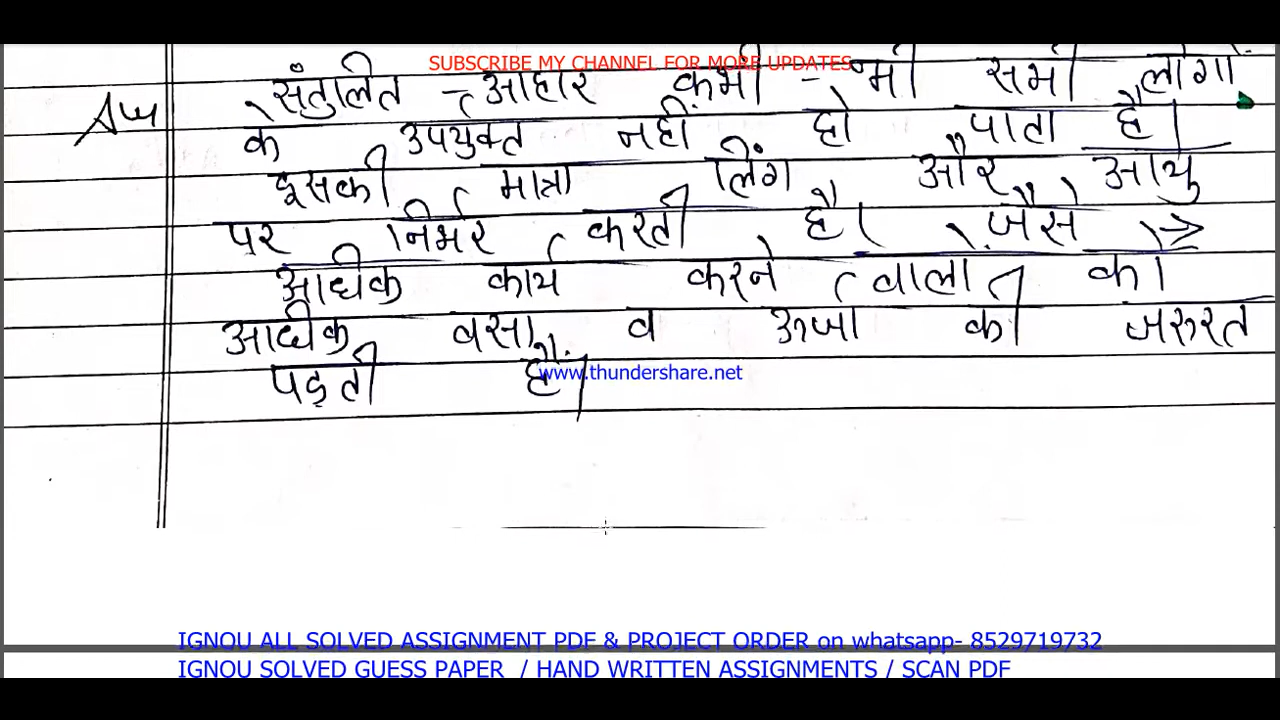 SUBSCRIBE MY CHANNEL FOR MORE UPDATES
Ans संतुलित आहार कभी - भी सभी लोगों
के उपयुक्त नहीं हो पाता है।
इसकी मात्रा लिंग और आयु
पर निर्भर करती है। जैसे ⇒
अधिक कार्य करने वालों को
अधिक वसा व ऊर्जा की जरुरत
पड़ती है।
www.thundershare.net
IGNOU ALL SOLVED ASSIGNMENT PDF & PROJECT ORDER on whatsapp- 8529719732
IGNOU SOLVED GUESS PAPER / HAND WRITTEN ASSIGNMENTS / SCAN PDF